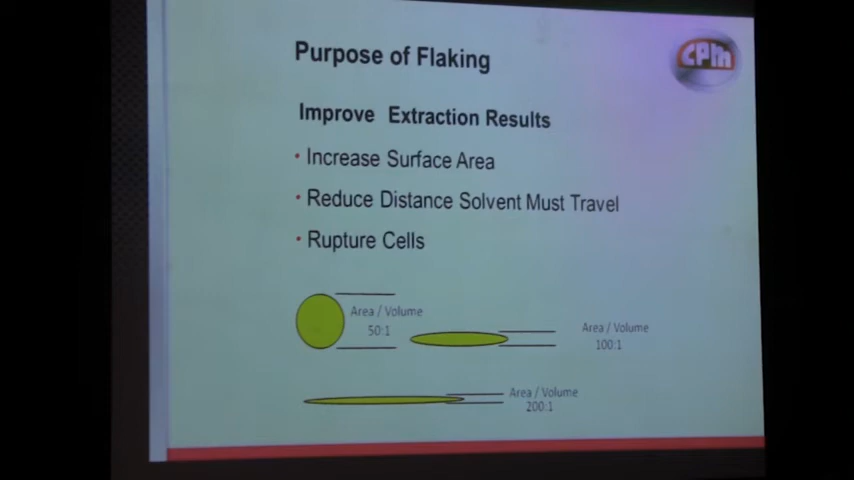 Purpose of Flaking
CPM
Improve Extraction Results
• Increase Surface Area
• Reduce Distance Solvent Must Travel
• Rupture Cells
Area / Volume
50:1
Area / Volume
100:1
Area / Volume
200:1